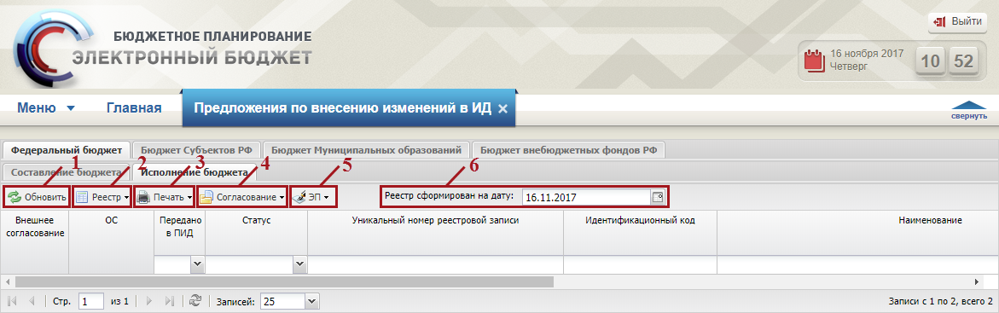 БЮДЖЕТНОЕ ПЛАНИРОВАНИЕ
ЭЛЕКТРОННЫЙ БЮДЖЕТ
Выйти
16 ноября 2017
Четверг
10 52
Меню Главная Предложения по внесению изменений в ИД
свернуть
Федеральный бюджет Бюджет Субъектов РФ Бюджет Муниципальных образований Бюджет внебюджетных фондов РФ
1 2 3 4 5 6
Составление бюджета Исполнение бюджета
Обновить Реестр Печать Согласование ЭП Реестр сформирован на дату: 16.11.2017
Внешнее согласование ОС Передано в ПИД Статус Уникальный номер реестровой записи Идентификационный код Наименование
Стр. 1 из 1 Записей: 25 Записи с 1 по 2, всего 2